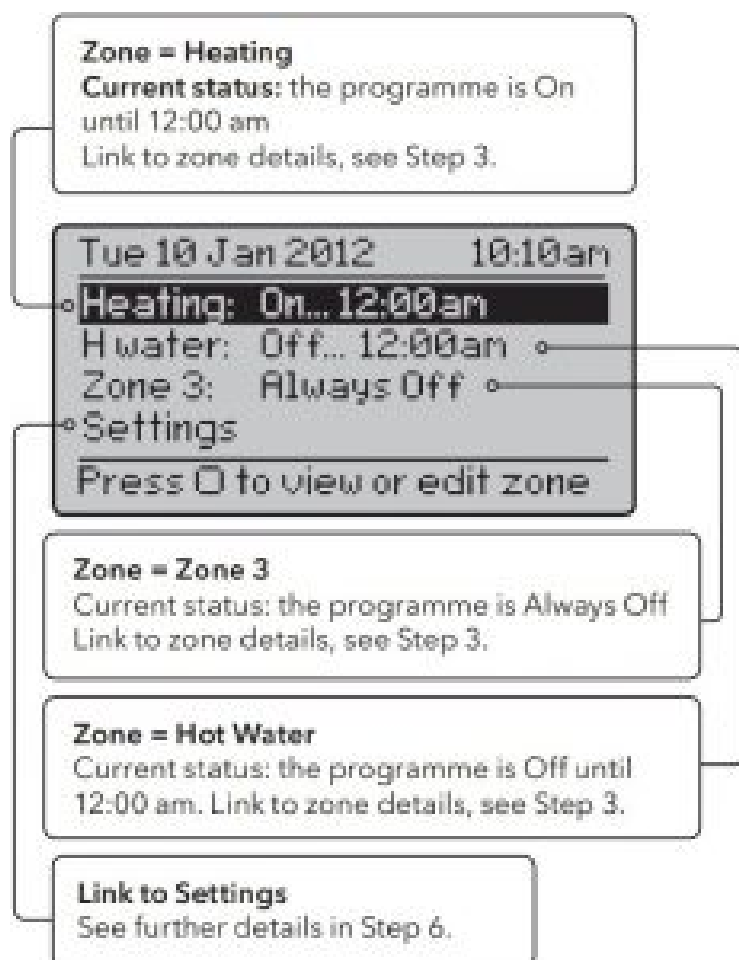 Zone = Heating
Current status: the programme is On
until 12:00 am
Link to zone details, see Step 3.
Tue 10 Jan 2012 10:10am
Heating: On... 12:00am
H water: Off... 12:00am
Zone 3: Always Off
Settings
Press □ to view or edit zone
Zone = Zone 3
Current status: the programme is Always Off
Link to zone details, see Step 3.
Zone = Hot Water
Current status: the programme is Off until
12:00 am. Link to zone details, see Step 3.
Link to Settings
See further details in Step 6.